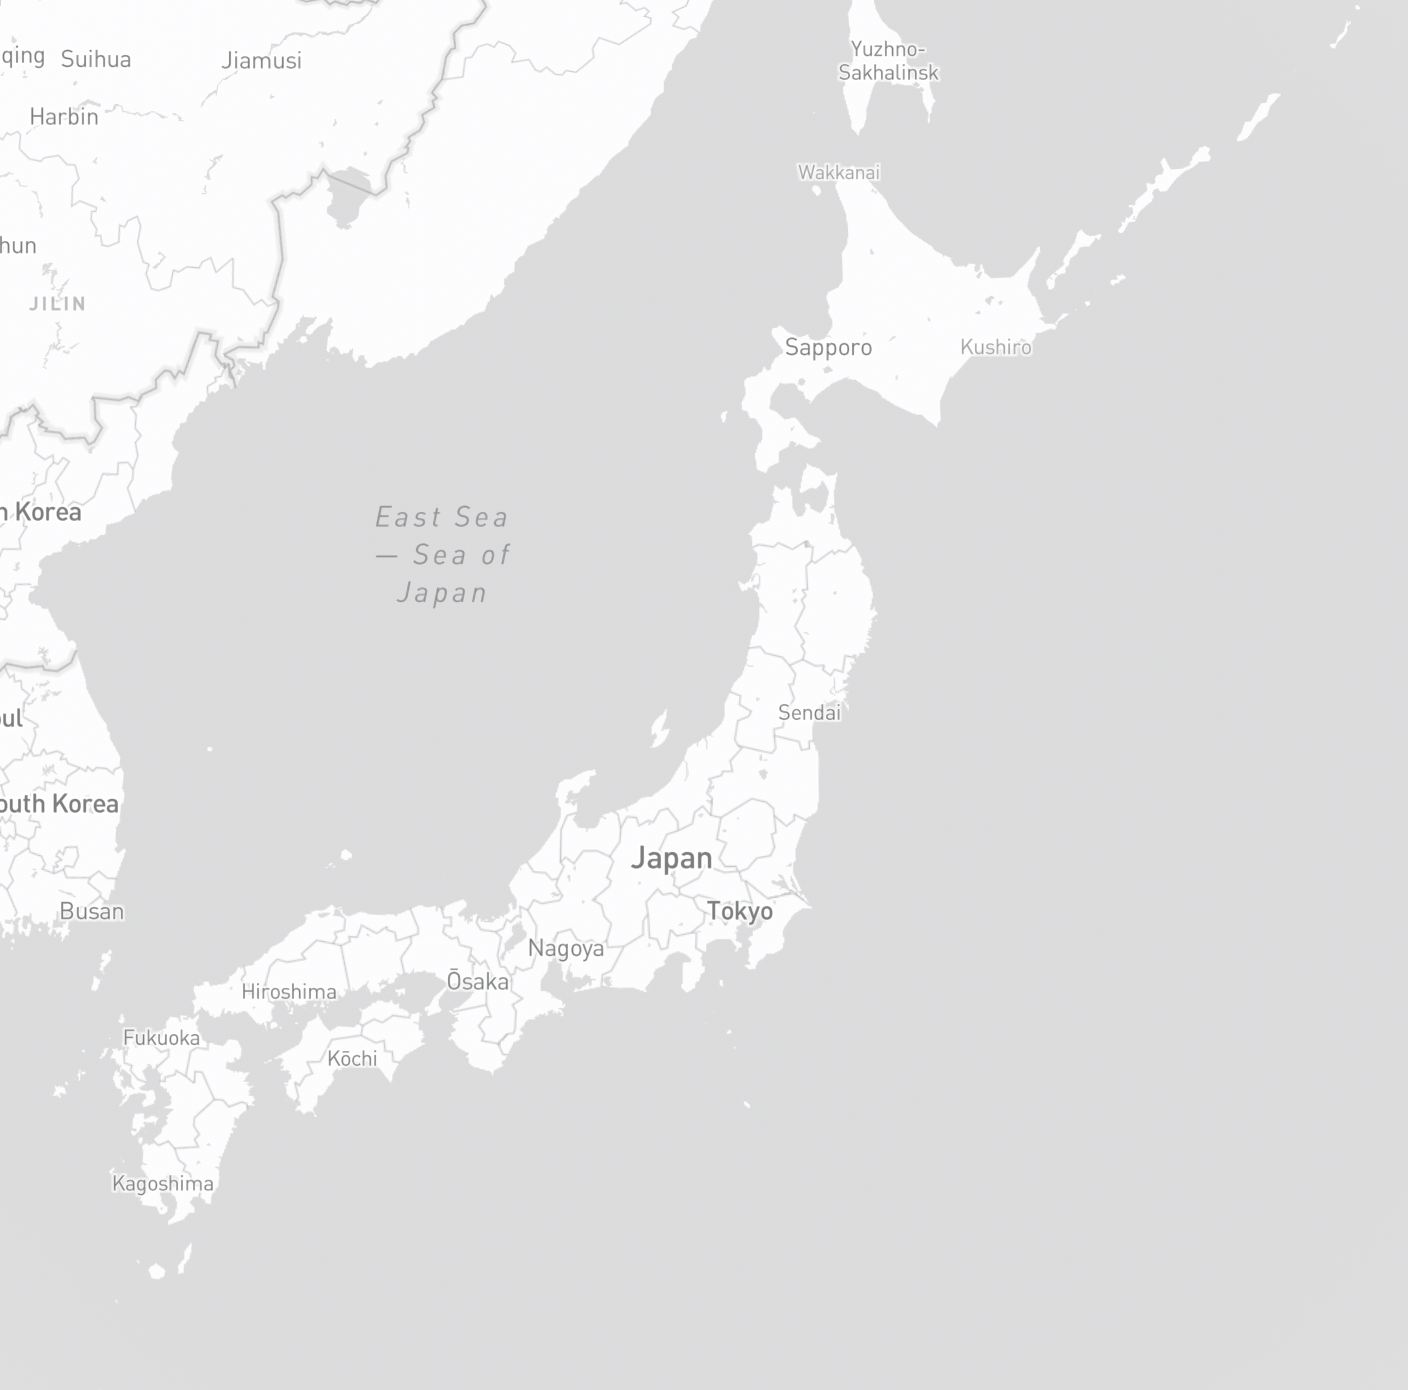 qing
Suihua
Jiamusi
Yuzhno-
Sakhalinsk
Harbin
Wakkanai
hun
JILIN
Sapporo
Kushiro
n Korea
East Sea
— Sea of
Japan
Sendai
oul
outh Korea
Japan
Busan
Tokyo
Nagoya
Ōsaka
Hiroshima
Fukuoka
Kōchi
Kagoshima